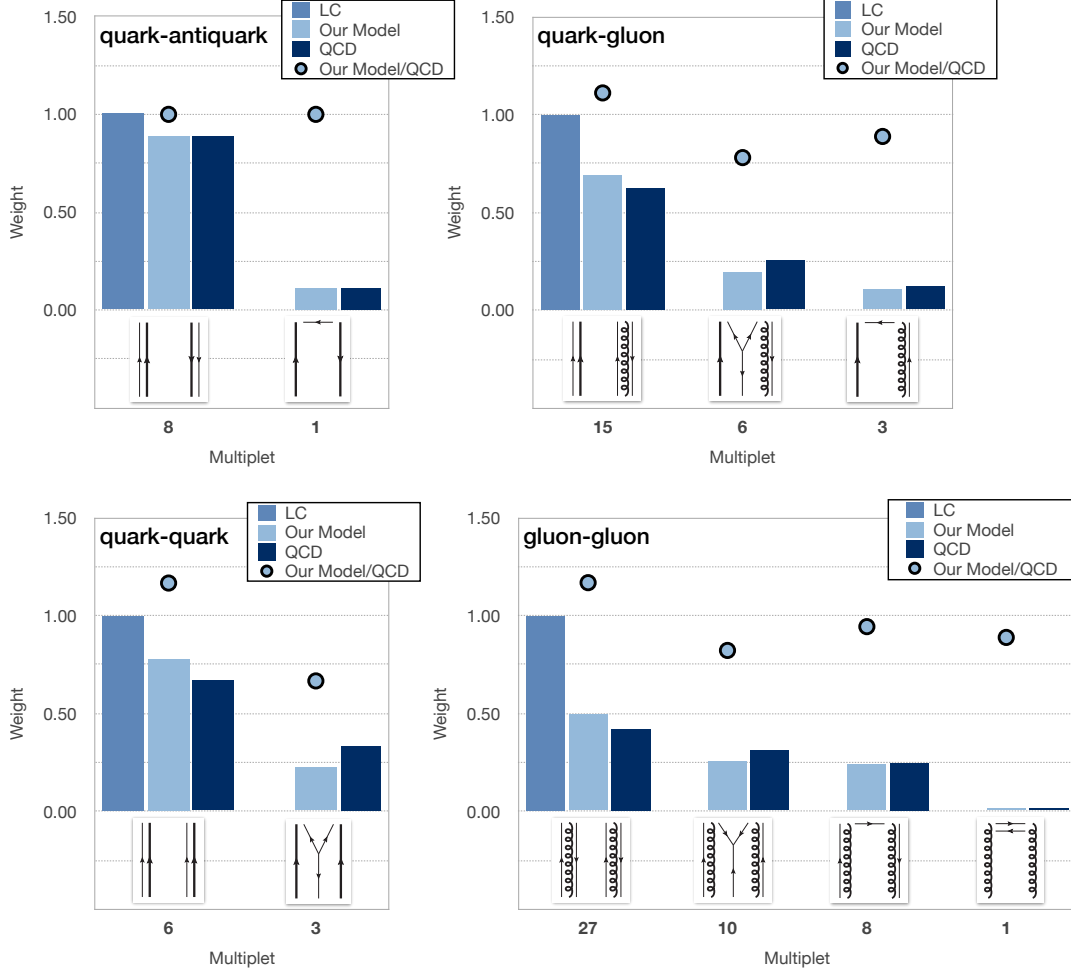 quark-antiquark
LC
Our Model
QCD
Our Model/QCD
1.50
1.00
0.50
0.00
Weight
8
1
Multiplet
quark-gluon
LC
Our Model
QCD
Our Model/QCD
1.50
1.00
0.50
0.00
Weight
15
6
3
Multiplet
quark-quark
LC
Our Model
QCD
Our Model/QCD
1.50
1.00
0.50
0.00
Weight
6
3
Multiplet
gluon-gluon
LC
Our Model
QCD
Our Model/QCD
1.50
1.00
0.50
0.00
Weight
27
10
8
1
Multiplet